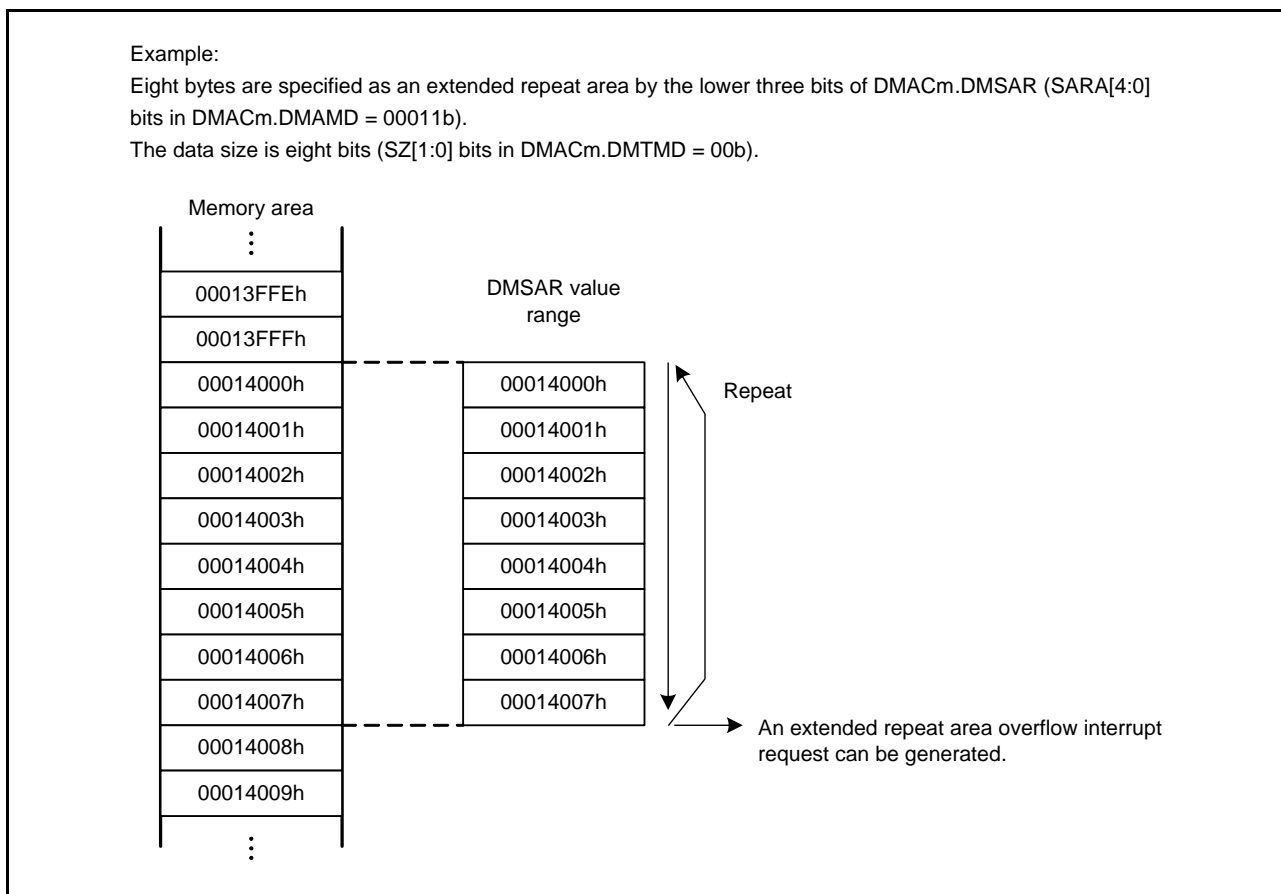 Example:
Eight bytes are specified as an extended repeat area by the lower three bits of DMACm.DMSAR (SARA[4:0]
bits in DMACm.DMAMD = 00011b).
The data size is eight bits (SZ[1:0] bits in DMACm.DMTMD = 00b).
Memory area
00013FFEh
00013FFFh
00014000h
00014001h
00014002h
00014003h
00014004h
00014005h
00014006h
00014007h
00014008h
00014009h
DMSAR value
range
00014000h
00014001h
00014002h
00014003h
00014004h
00014005h
00014006h
00014007h
Repeat
An extended repeat area overflow interrupt
request can be generated.